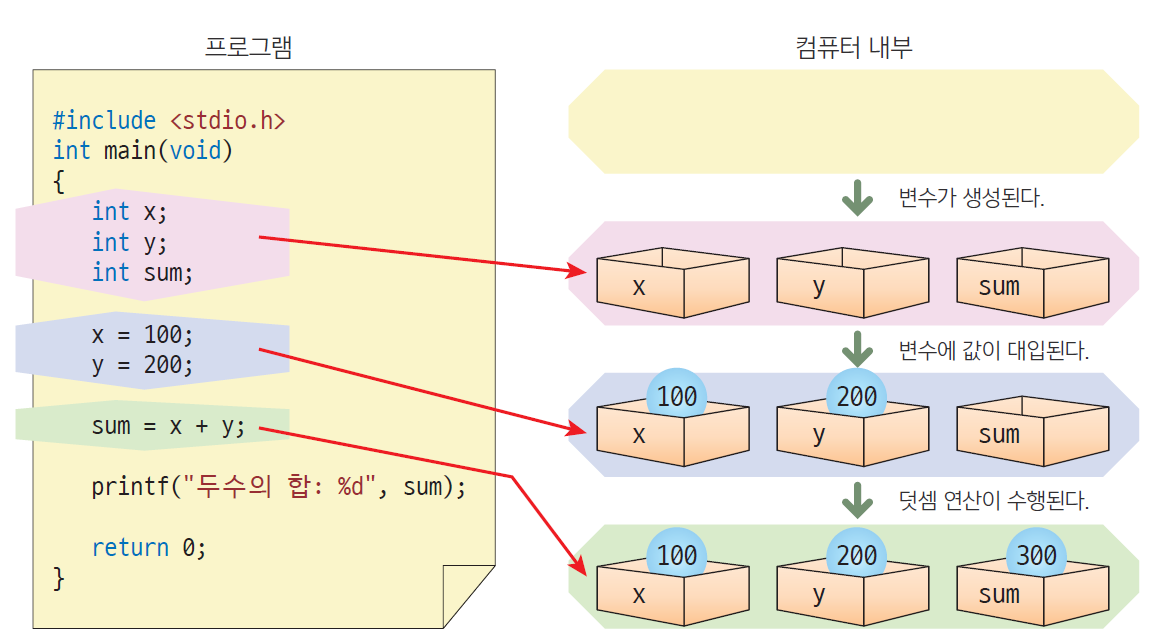 프로그램
#include <stdio.h>
int main(void)
{
int x;
int y;
int sum;
x = 100;
y = 200;
sum = x + y;
printf("두수의 합: %d", sum);
return 0;
}
컴퓨터 내부
변수가 생성된다.
x y sum
변수에 값이 대입된다.
100 200
x y sum
덧셈 연산이 수행된다.
100 200 300
x y sum